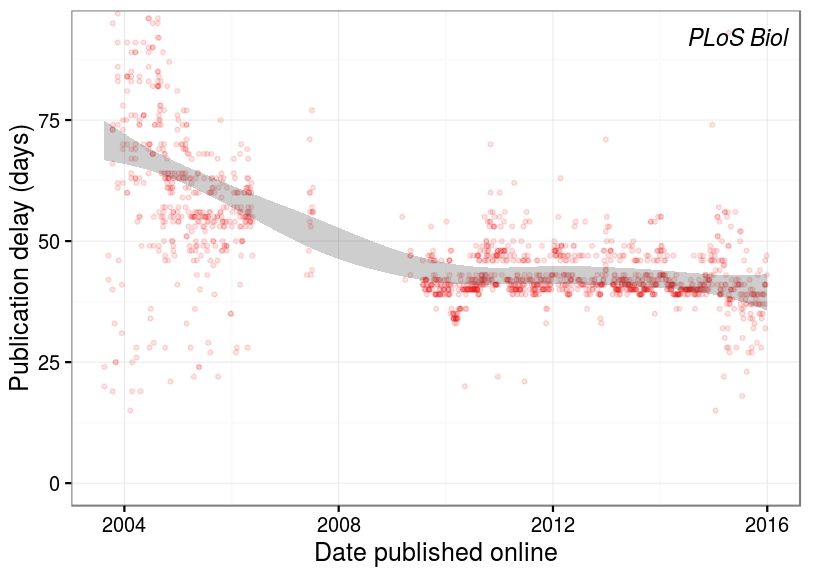 PLoS Biol
Publication delay (days)
75
50
25
0
2004 2008 2012 2016
Date published online